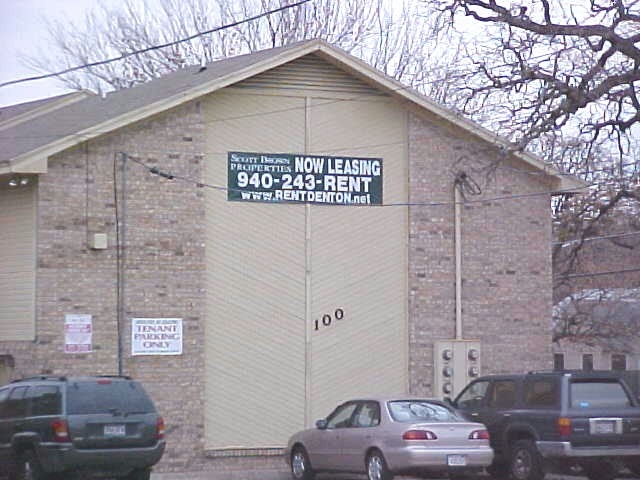 SCOTT BROWN
PROPERTIES
NOW LEASING
940-243-RENT
www.RENTDENTON.net
100
TENANT
PARKING
ONLY